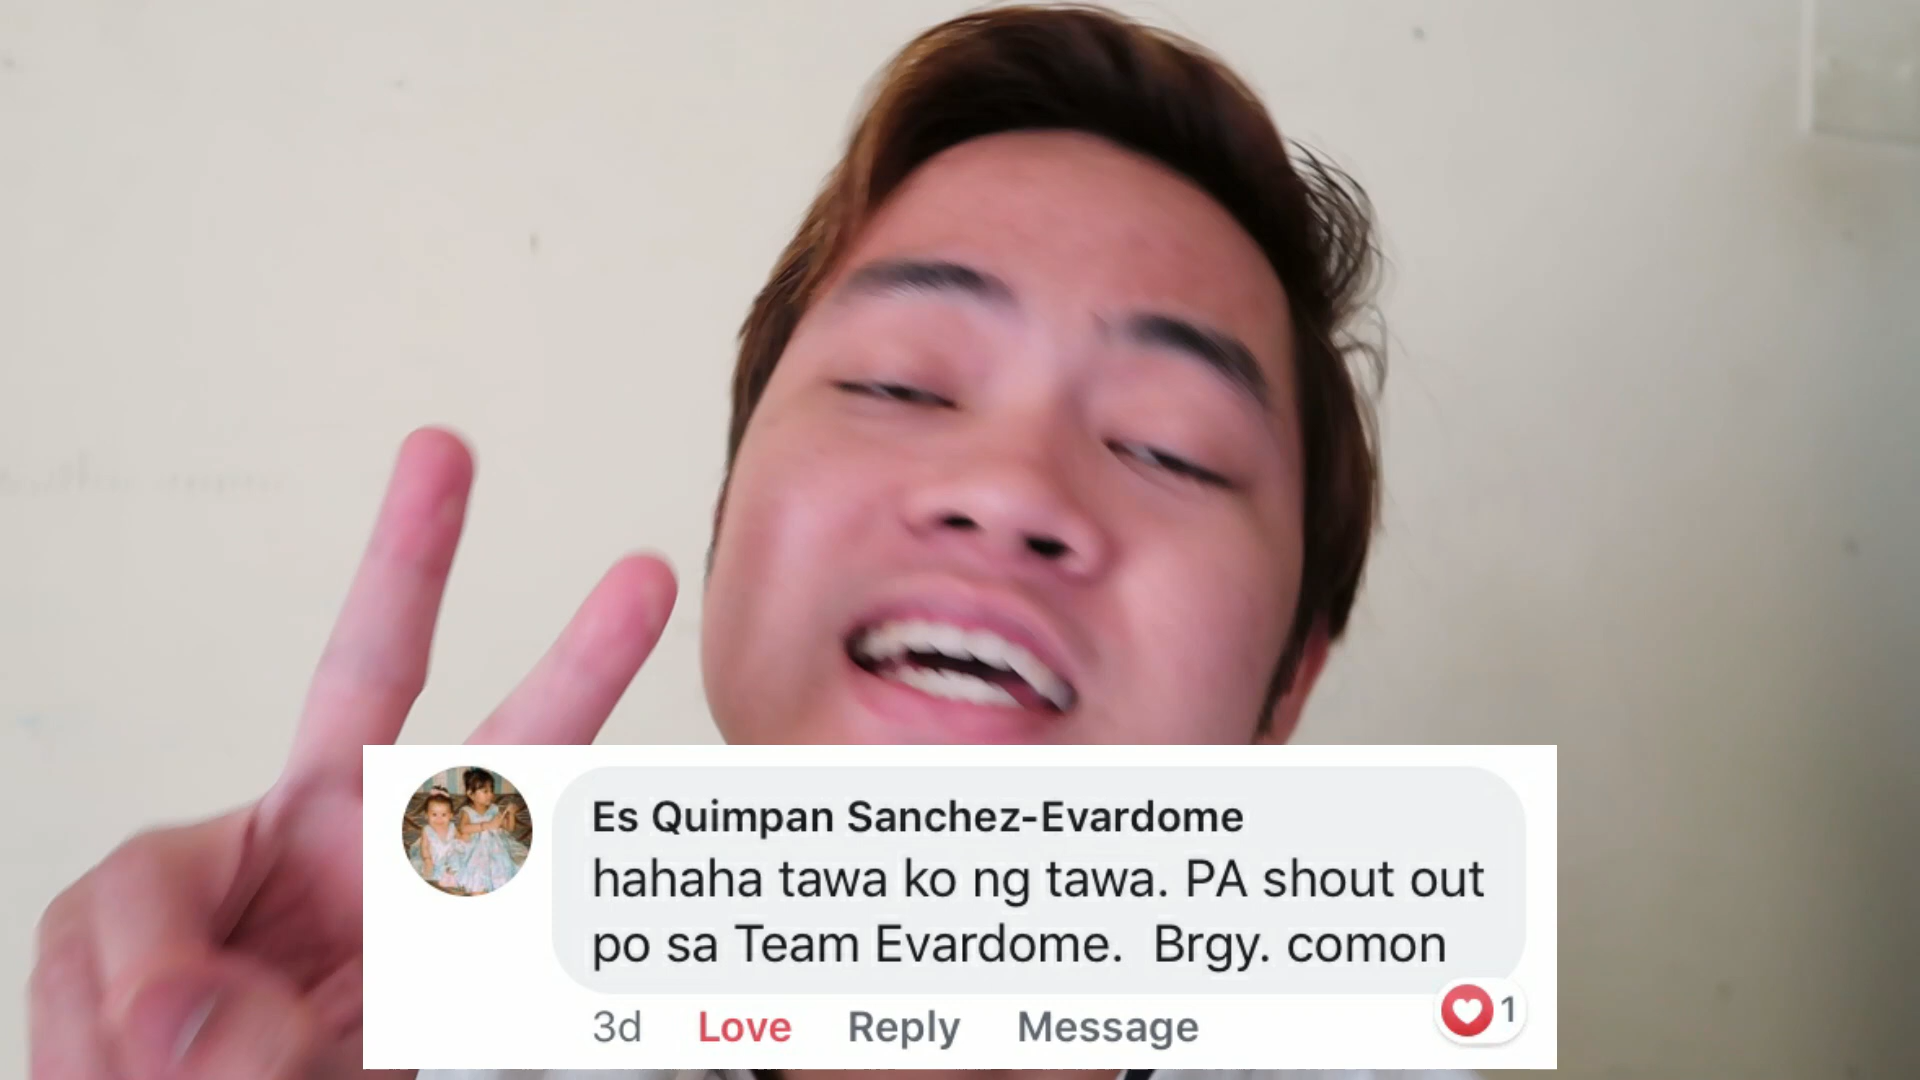 Es Quimpan Sanchez-Evardome
hahaha tawa ko ng tawa. PA shout out
po sa Team Evardome.  Brgy. comon
3d Love Reply Message 1